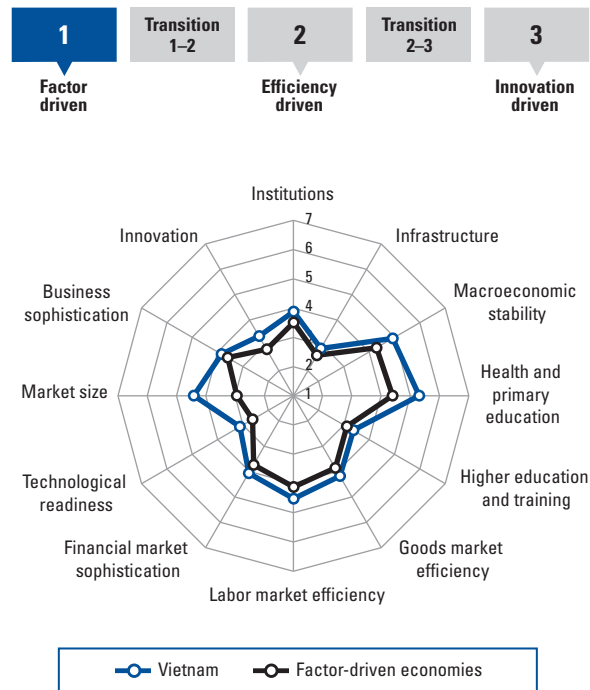 1
Transition
1–2
2
Transition
2–3
3
Factor
driven
Efficiency
driven
Innovation
driven
Institutions
7
Innovation
Infrastructure
6
5
Business
sophistication
Macroeconomic
stability
4
2
Market size
1
Health and
primary
education
Technological
readiness
Higher education
and training
Financial market
sophistication
Goods market
efficiency
Labor market efficiency
Vietnam
Factor-driven economies